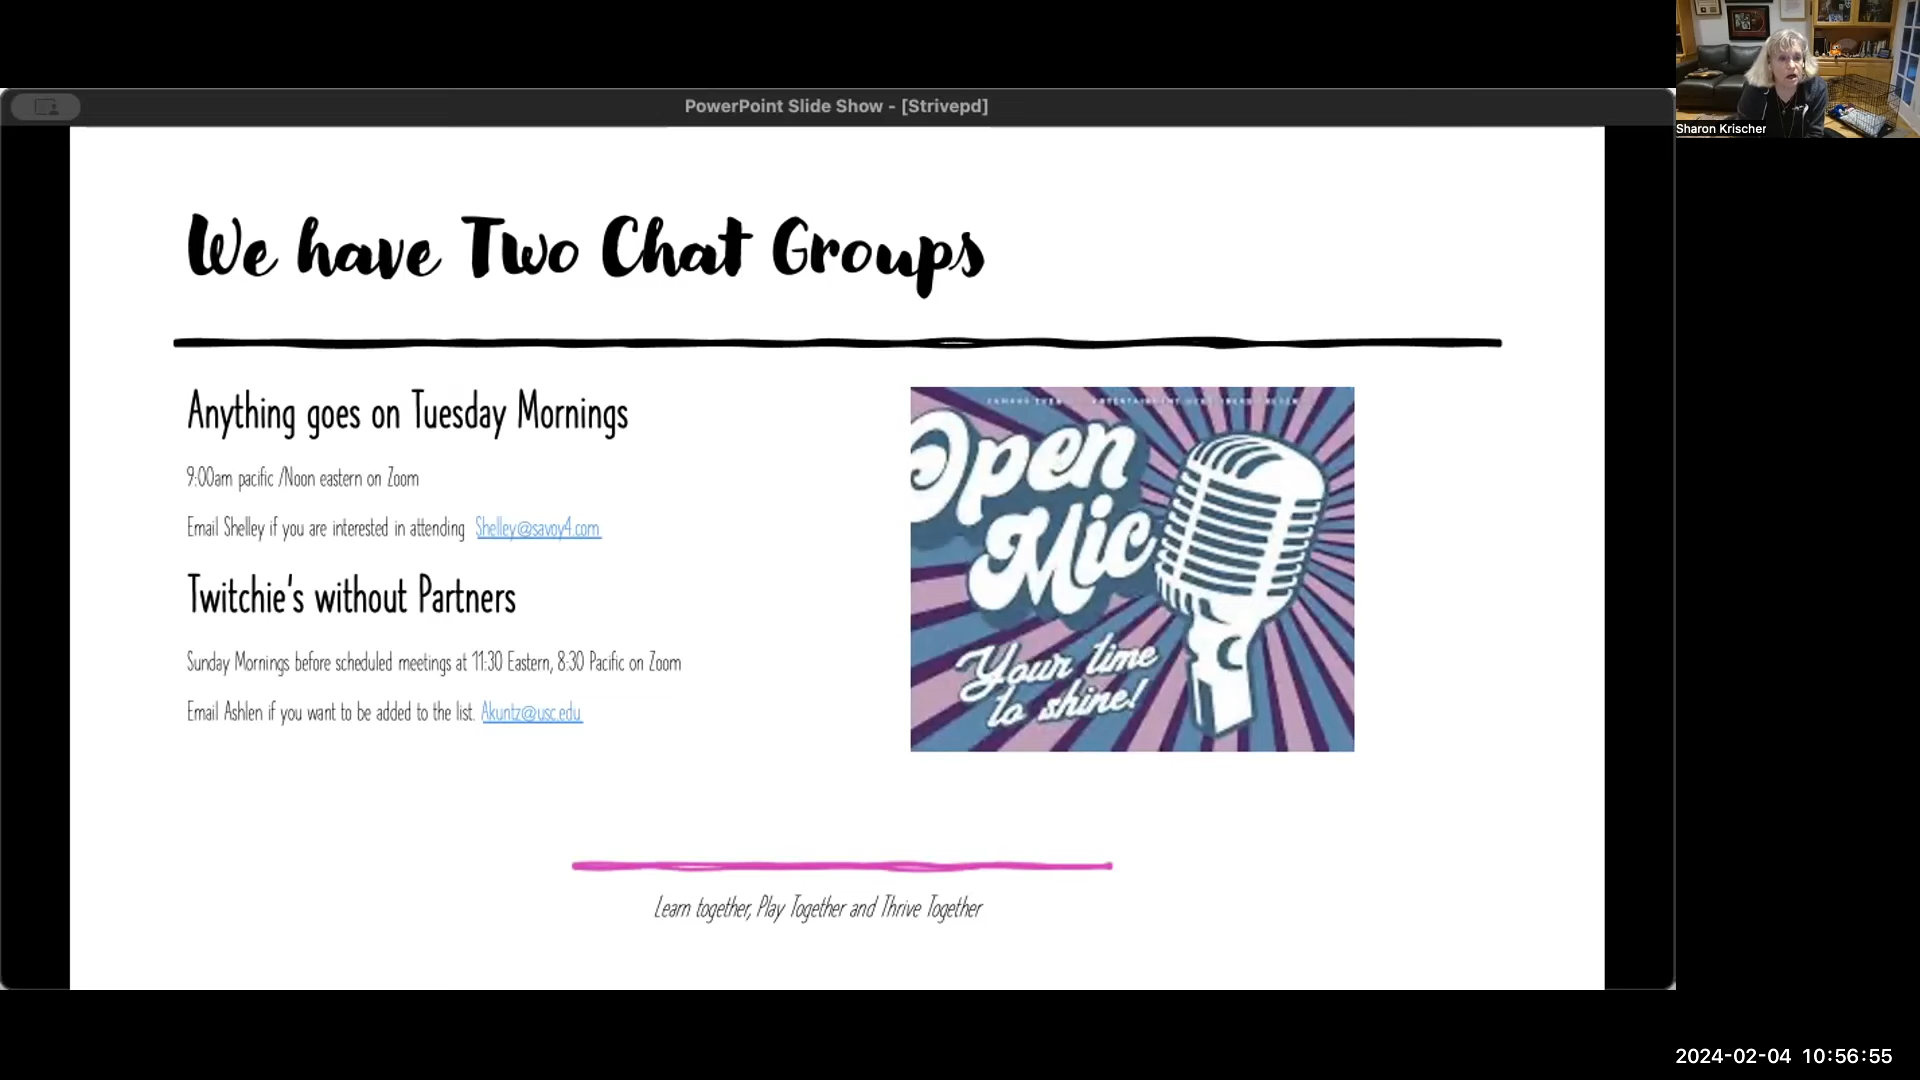 PowerPoint Slide Show - [Strivepd]
Sharon Krischer
We have Two Chat Groups
Anything goes on Tuesday Mornings
9:00am pacific /Noon eastern on Zoom
Email Shelley if you are interested in attending Shelley@savoy4.com
Twitchie's without Partners
Sunday Mornings before scheduled meetings at 11:30 Eastern, 8:30 Pacific on Zoom
Email Ashlen if you want to be added to the list. Akuntz@usc.edu
Open
Mic
Your time
to shine!
Learn together, Play Together and Thrive Together
2024-02-04 10:56:55